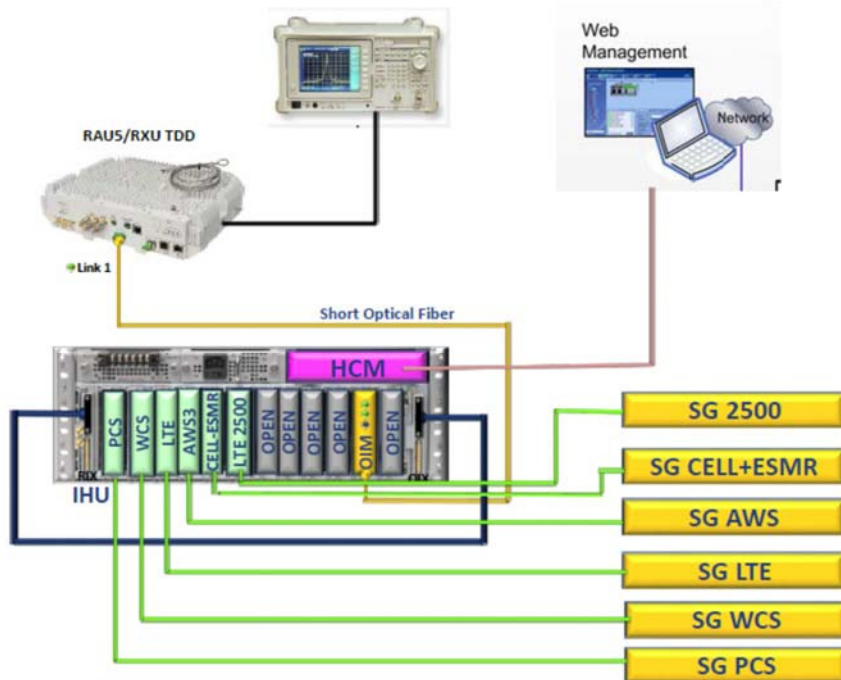 Web
Management
Network
RAU5/RXU TDD
Link 1
Short Optical Fiber
HCM
PCS
WCS
LTE
AWS3
CELL-ESMR
LTE 2500
OPEN
OPEN
OPEN
OPEN
OIM
OPEN
RIX
OIX
IHU
SG 2500
SG CELL+ESMR
SG AWS
SG LTE
SG WCS
SG PCS